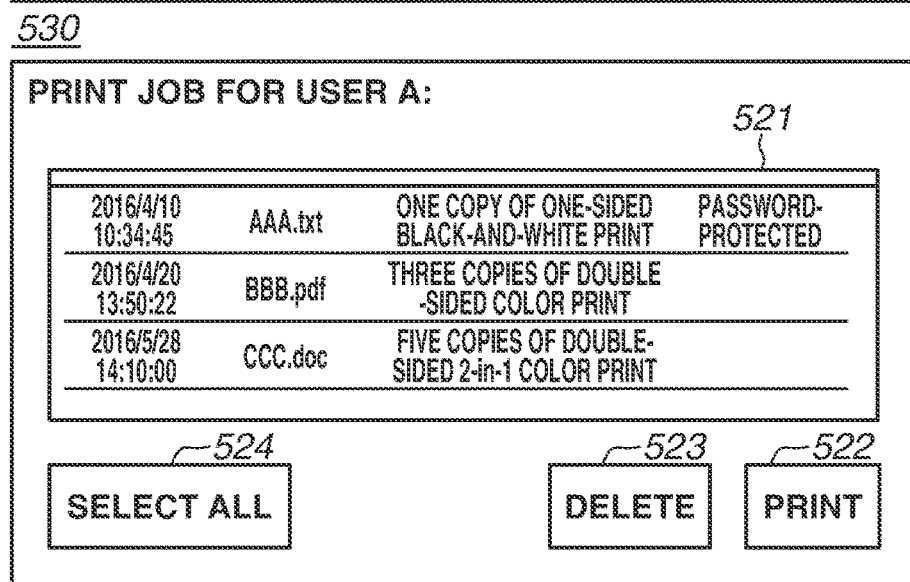 530
PRINT JOB FOR USER A:
521
2016/4/10 10:34:45 AAA.txt ONE COPY OF ONE-SIDED BLACK-AND-WHITE PRINT PASSWORD-PROTECTED
2016/4/20 13:50:22 BBB.pdf THREE COPIES OF DOUBLE-SIDED COLOR PRINT
2016/5/28 14:10:00 CCC.doc FIVE COPIES OF DOUBLE-SIDED 2-in-1 COLOR PRINT
524 523 522
SELECT ALL DELETE PRINT